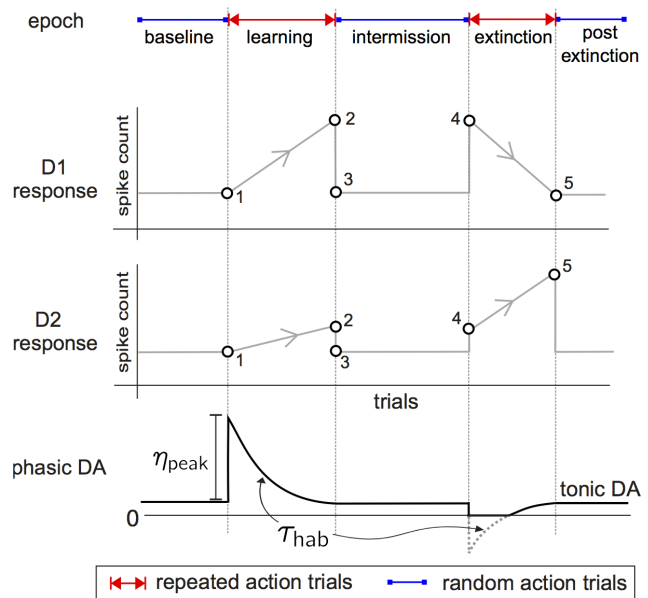 epoch
baseline learning intermission extinction post
extinction
D1
response
spike count
1
2
3
4
5
D2
response
spike count
1
2
3
4
5
trials
phasic DA
ηpeak
τhab
tonic DA
0
repeated action trials random action trials